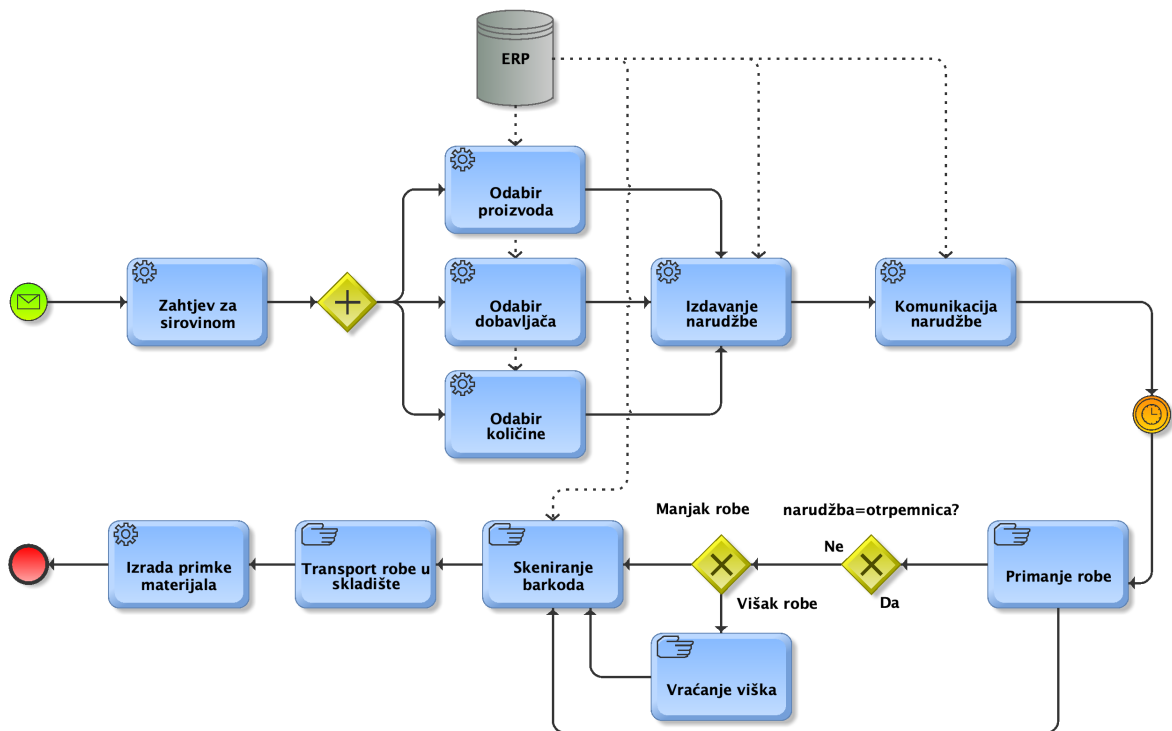 ERP
Odabir
proizvoda
Zahtjev za
sirovinom
Odabir
dobavljača
Izdavanje
narudžbe
Komunikacija
narudžbe
Odabir
količine
Manjak robe
narudžba=otrpemnica?
Ne
Da
Višak robe
Izrada primke
materijala
Transport robe u
skladište
Skeniranje
barkoda
Primanje robe
Vraćanje viška